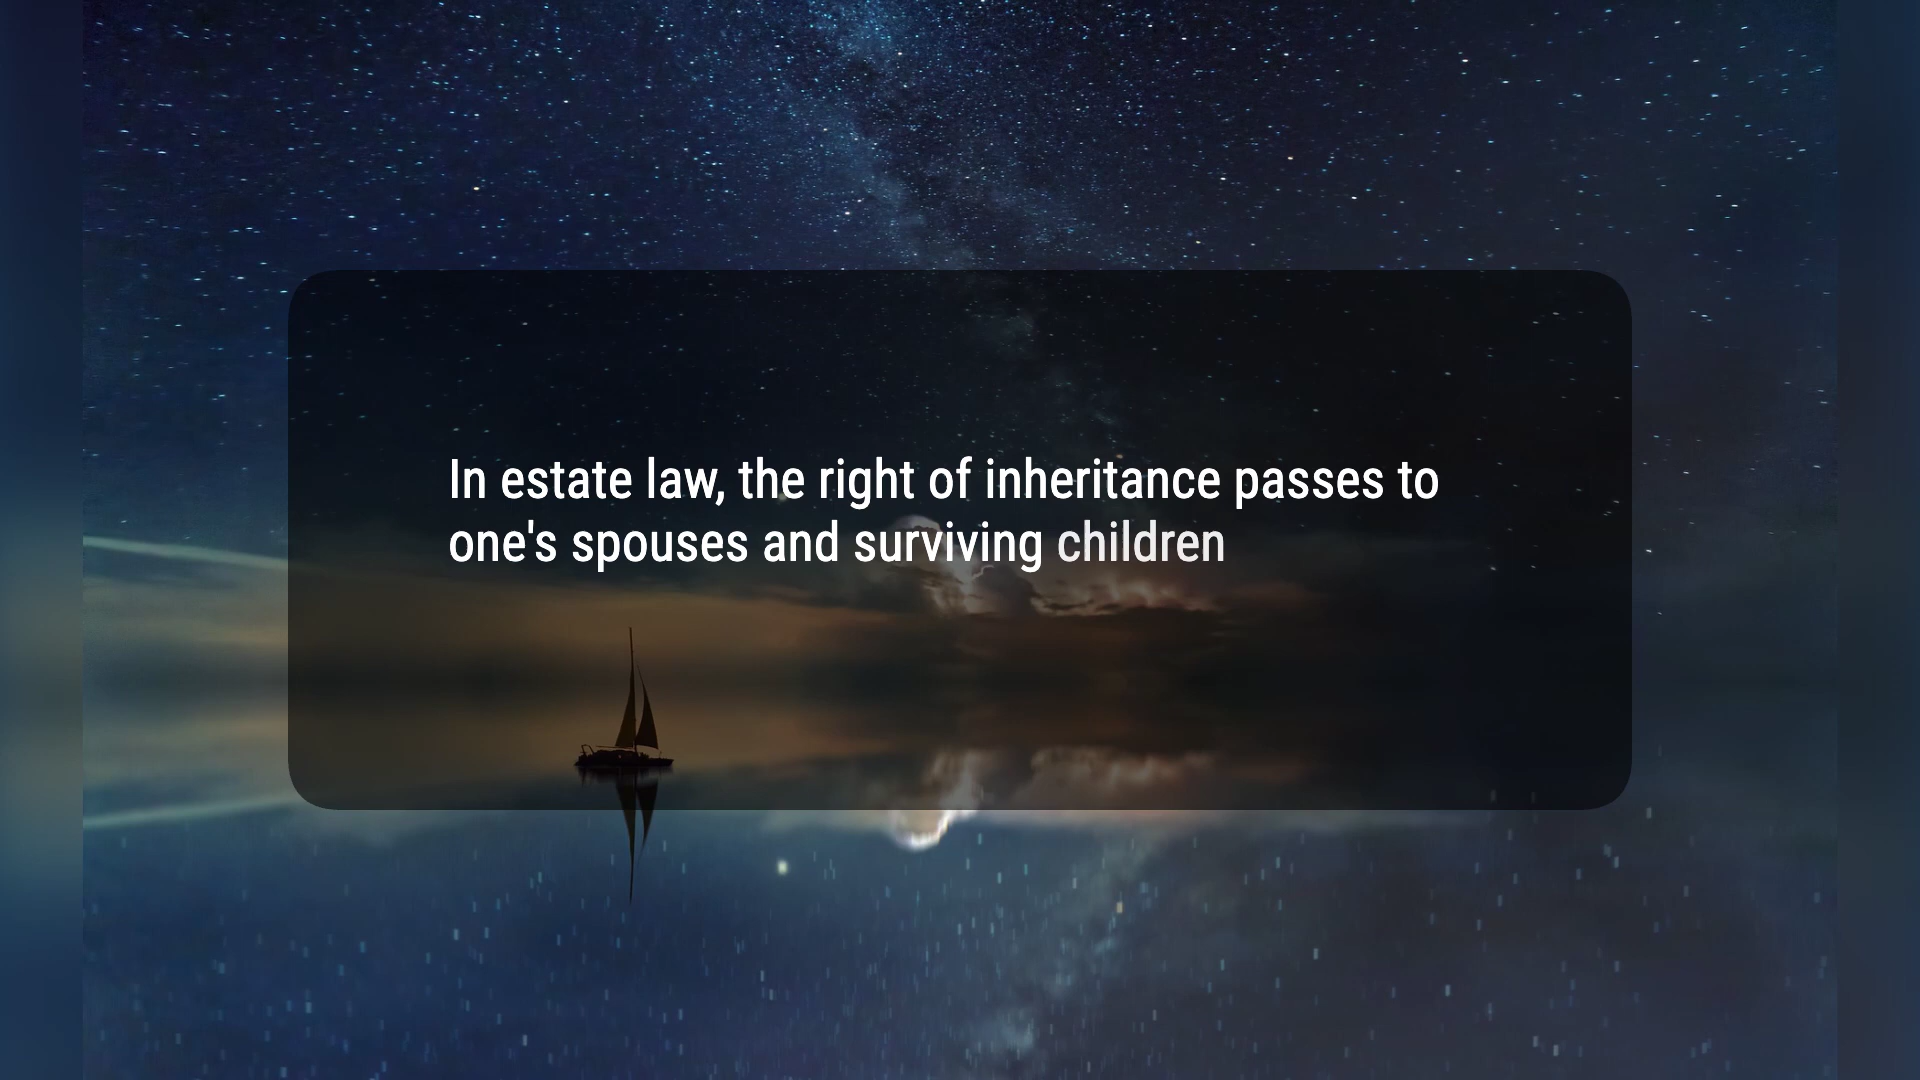 In estate law, the right of inheritance passes to
one's spouses and surviving children